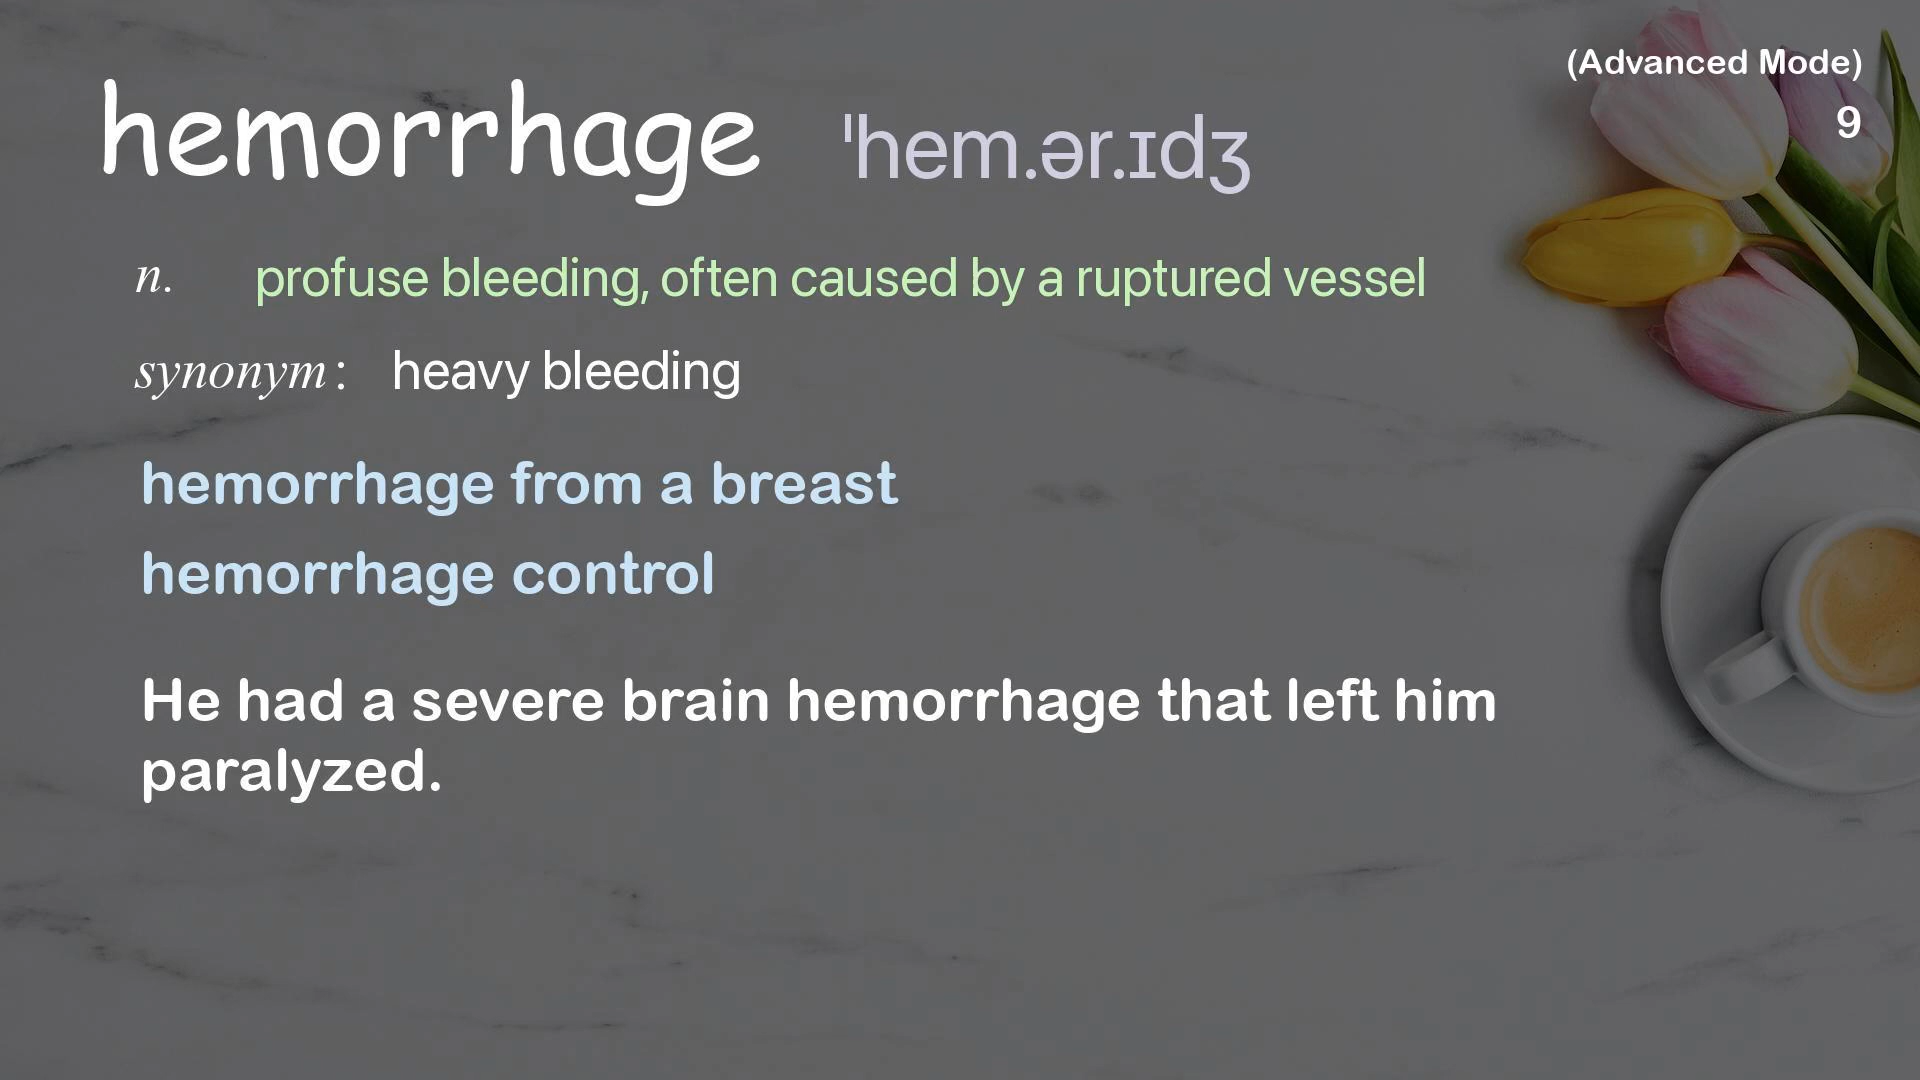 (Advanced Mode)
hemorrhage ˈhem.ər.ɪdʒ
9
n. profuse bleeding, often caused by a ruptured vessel
synonym : heavy bleeding
hemorrhage from a breast
hemorrhage control
He had a severe brain hemorrhage that left him
paralyzed.